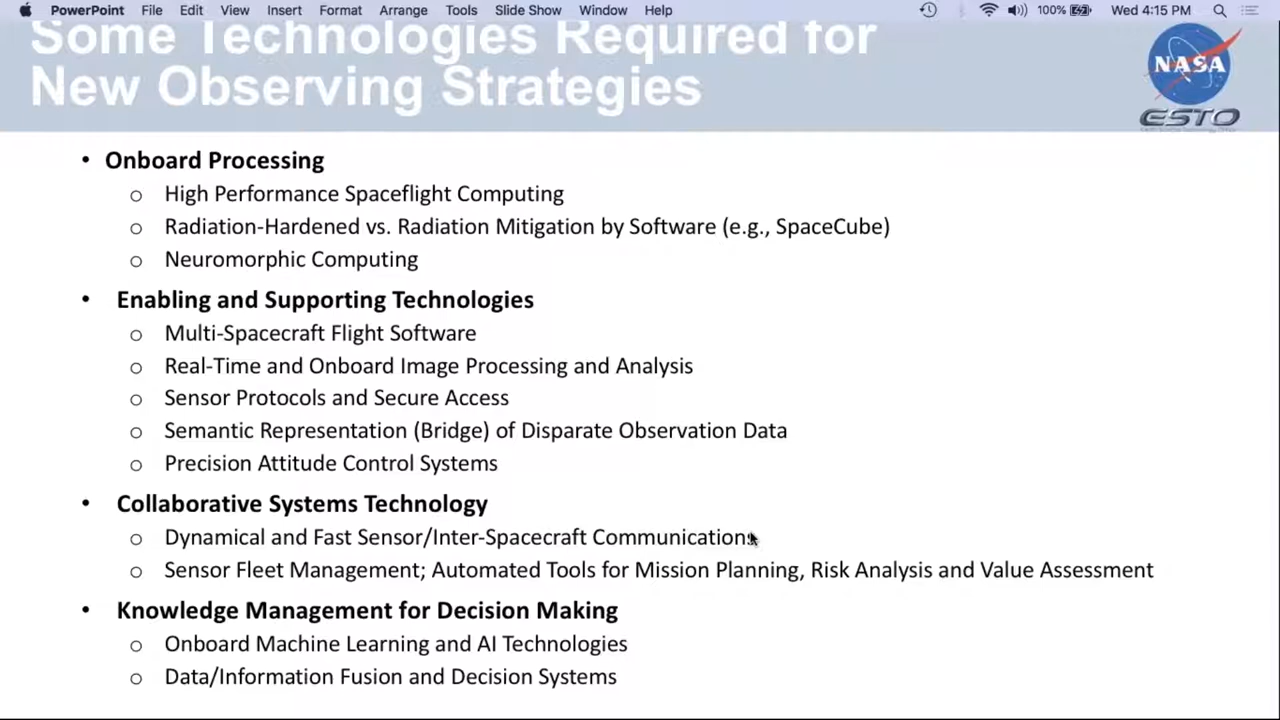 PowerPoint File Edit View Insert Format Arrange Tools Slide Show Window Help 100% Wed 4:15 PM
Some Technologies Required for
New Observing Strategies
NASA
ESTO
• Onboard Processing
o High Performance Spaceflight Computing
o Radiation-Hardened vs. Radiation Mitigation by Software (e.g., SpaceCube)
o Neuromorphic Computing
• Enabling and Supporting Technologies
o Multi-Spacecraft Flight Software
o Real-Time and Onboard Image Processing and Analysis
o Sensor Protocols and Secure Access
o Semantic Representation (Bridge) of Disparate Observation Data
o Precision Attitude Control Systems
• Collaborative Systems Technology
o Dynamical and Fast Sensor/Inter-Spacecraft Communications
o Sensor Fleet Management; Automated Tools for Mission Planning, Risk Analysis and Value Assessment
• Knowledge Management for Decision Making
o Onboard Machine Learning and AI Technologies
o Data/Information Fusion and Decision Systems